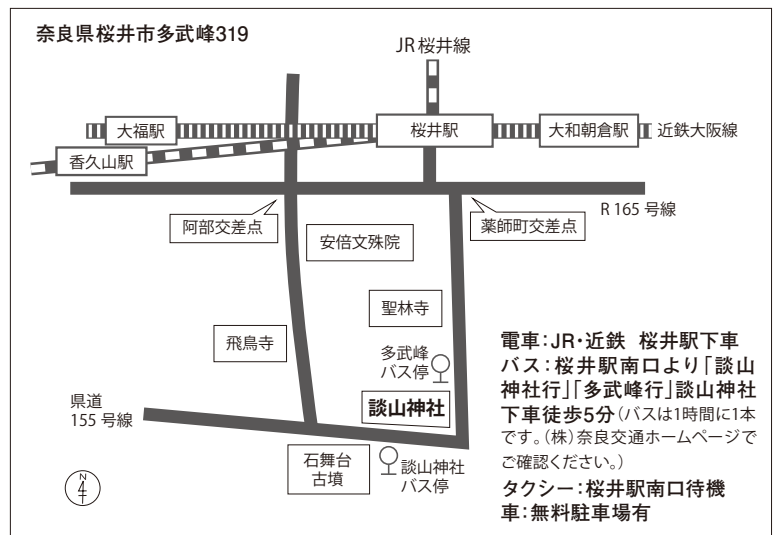 奈良県桜井市多武峰319
JR桜井線
大福駅
桜井駅
大和朝倉駅
近鉄大阪線
香久山駅
R 165 号線
阿部交差点
薬師町交差点
安倍文殊院
聖林寺
飛鳥寺
多武峰
バス停
談山神社
県道
155 号線
石舞台
古墳
談山神社
バス停
N
電車:JR・近鉄 桜井駅下車
バス:桜井駅南口より「談山
神社行」「多武峰行」談山神社
下車徒歩5分(バスは1時間に1本
です。(株)奈良交通ホームページで
ご確認ください。)
タクシー:桜井駅南口待機
車:無料駐車場有